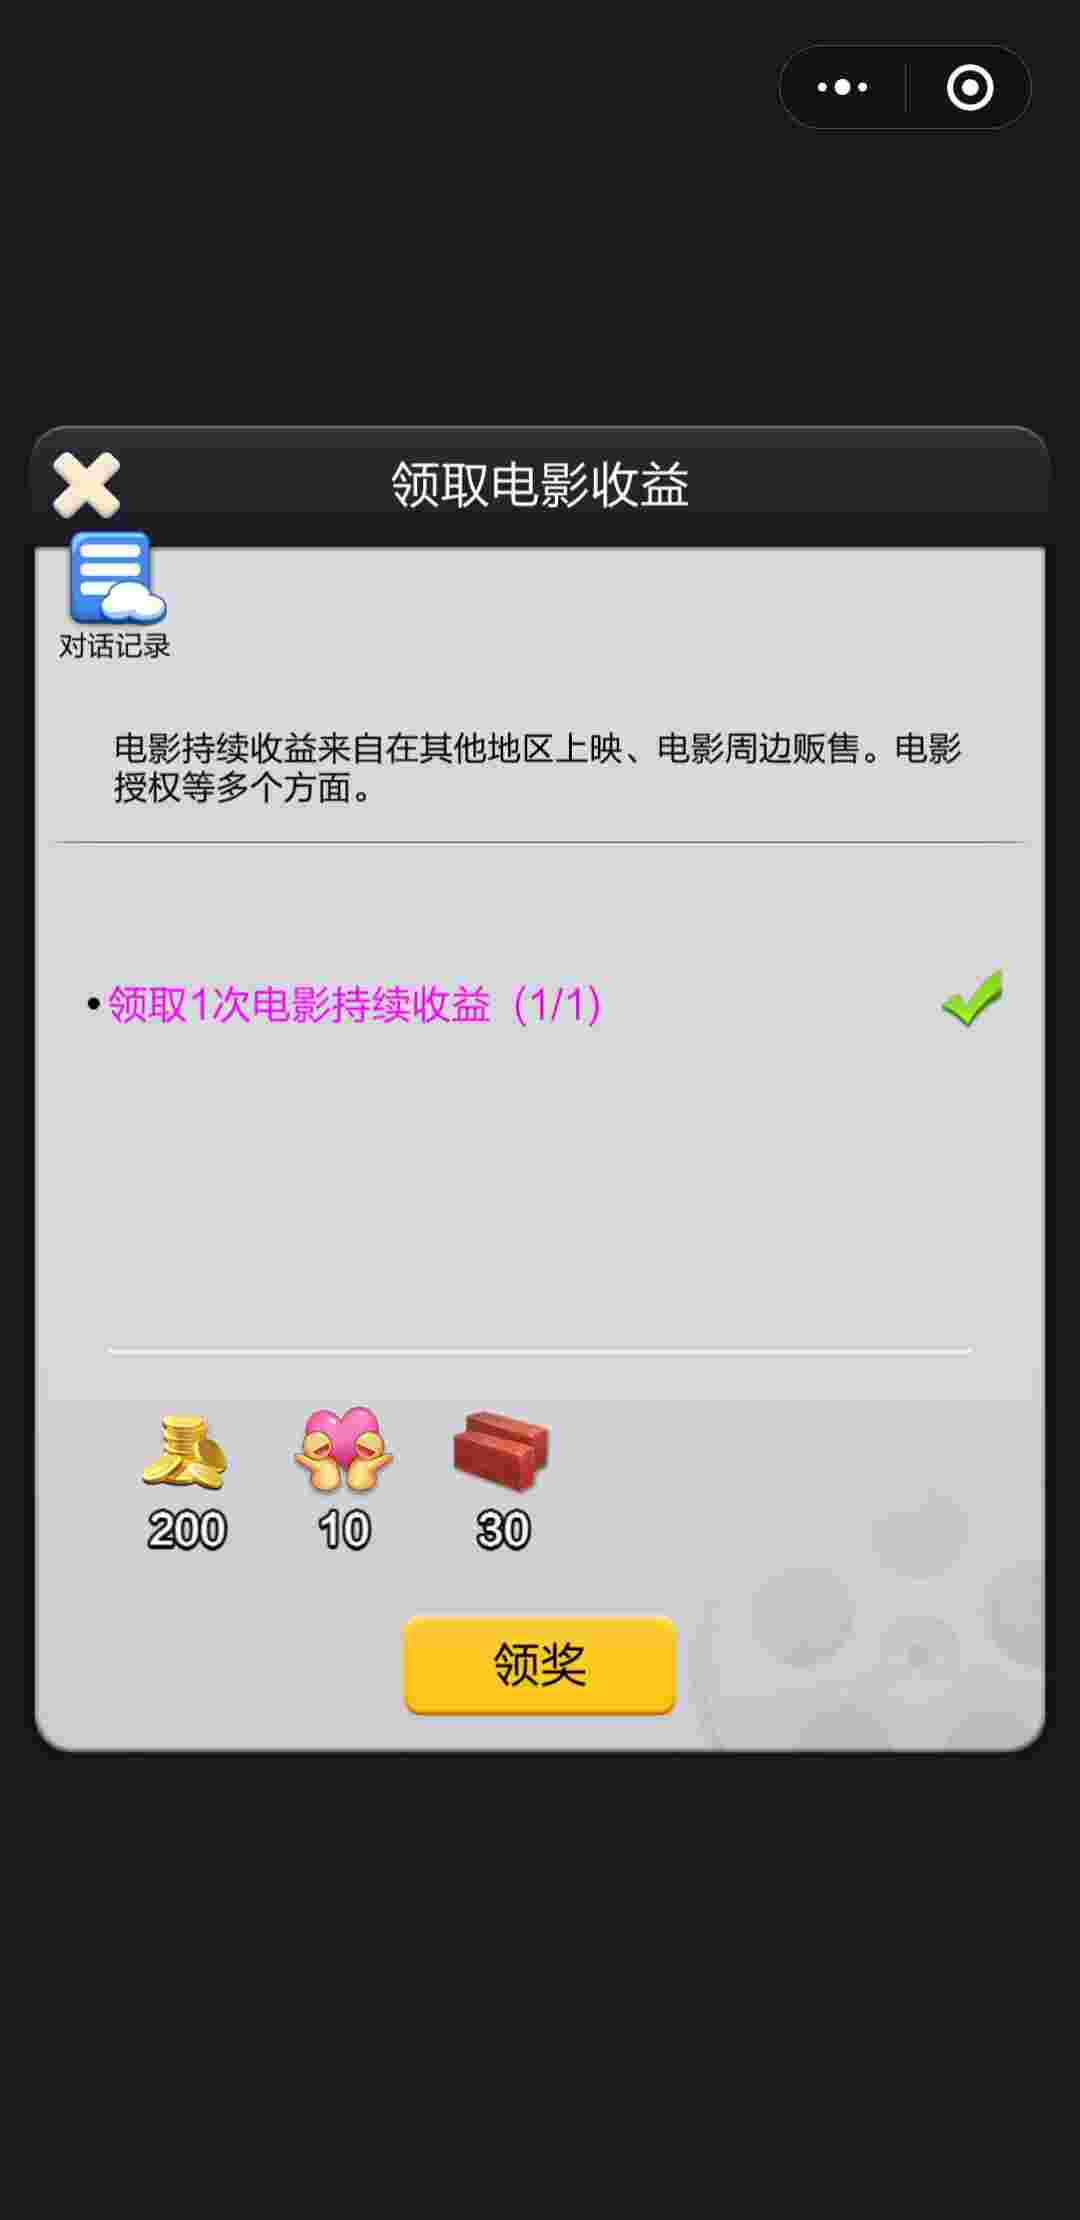 领取电影收益
对话记录
电影持续收益来自在其他地区上映、电影周边贩售。电影
授权等多个方面。
•领取1次电影持续收益 (1/1)
200 10 30
领奖